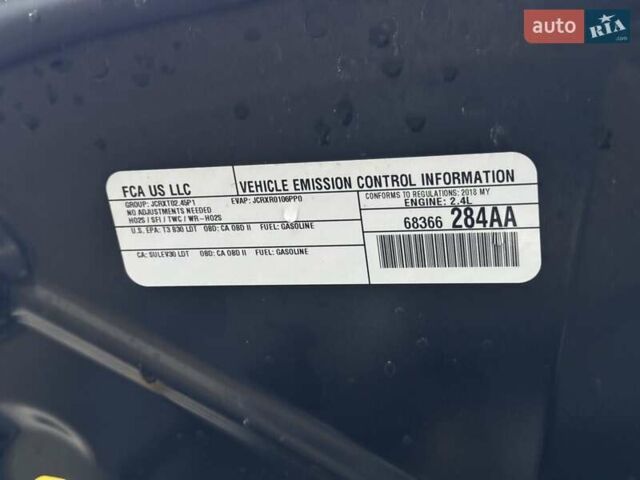 auto RIA .com
FCA US LLC
VEHICLE EMISSION CONTROL INFORMATION
GROUP: JCRXT02.45P1
EVAP: JCRXR0106PP0
CONFORMS TO REGULATIONS: 2018 MY
NO ADJUSTMENTS NEEDED
ENGINE: 2.4L
HO2S / SFI / TWC / WR-HO2S
68366 284AA
U.S. EPA: T3 B30 LDT OBD: CA OBD II FUEL: GASOLINE
CA: SULEV30 LDT OBD: CA OBD II FUEL: GASOLINE